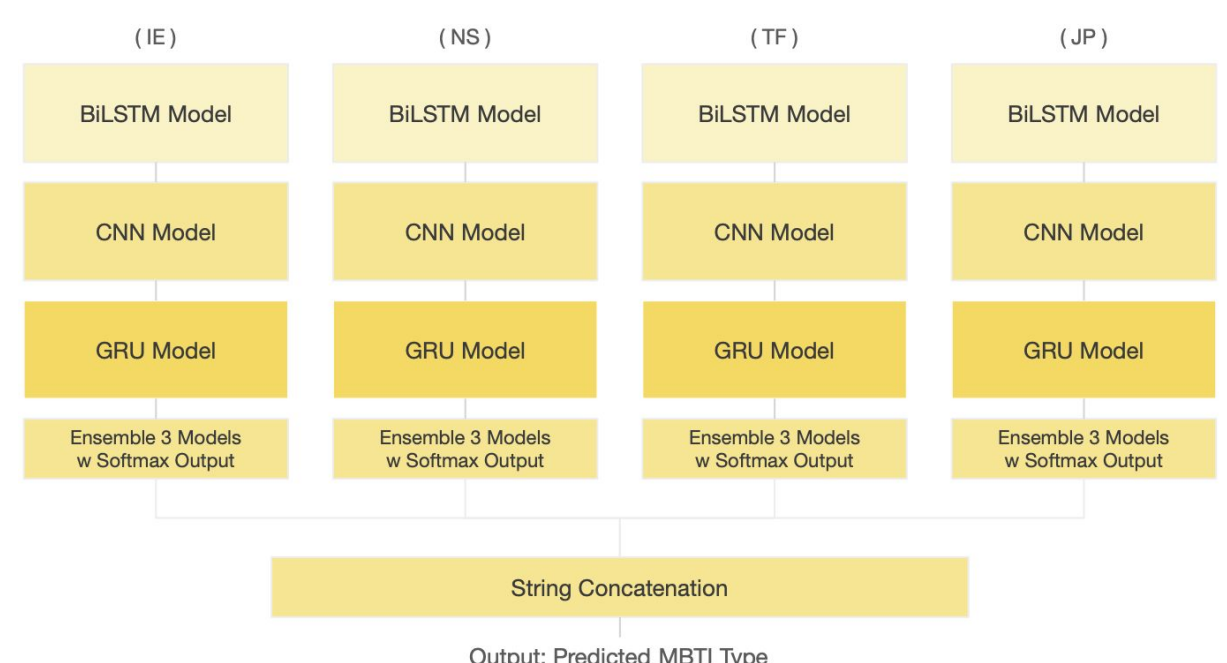 ( IE )
( NS )
( TF )
( JP )
BiLSTM Model
BiLSTM Model
BiLSTM Model
BiLSTM Model
CNN Model
CNN Model
CNN Model
CNN Model
GRU Model
GRU Model
GRU Model
GRU Model
Ensemble 3 Models
w Softmax Output
Ensemble 3 Models
w Softmax Output
Ensemble 3 Models
w Softmax Output
Ensemble 3 Models
w Softmax Output
String Concatenation
Output: Predicted MBTI Type